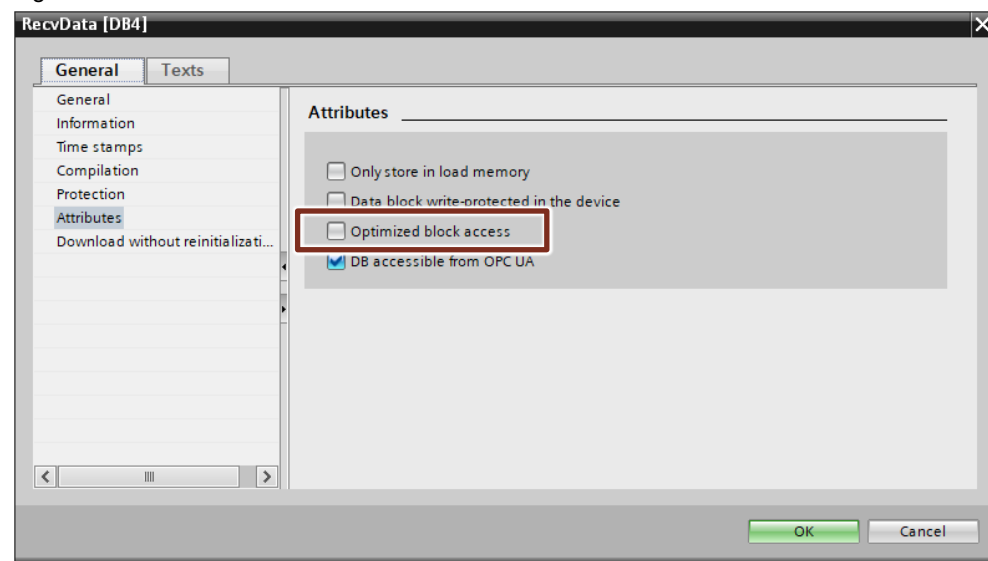 RecvData [DB4]
General Texts
General
Information
Time stamps
Compilation
Protection
Attributes
Download without reinitializati...
Attributes
Only store in load memory
Data block write-protected in the device
Optimized block access
DB accessible from OPC UA
OK Cancel